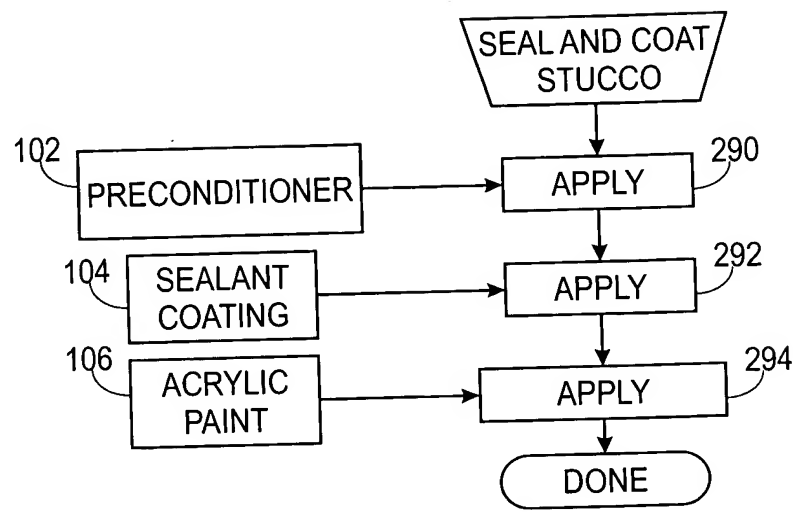 SEAL AND COAT
STUCCO
102
PRECONDITIONER
APPLY
290
104
SEALANT
COATING
APPLY
292
106
ACRYLIC
PAINT
APPLY
294
DONE